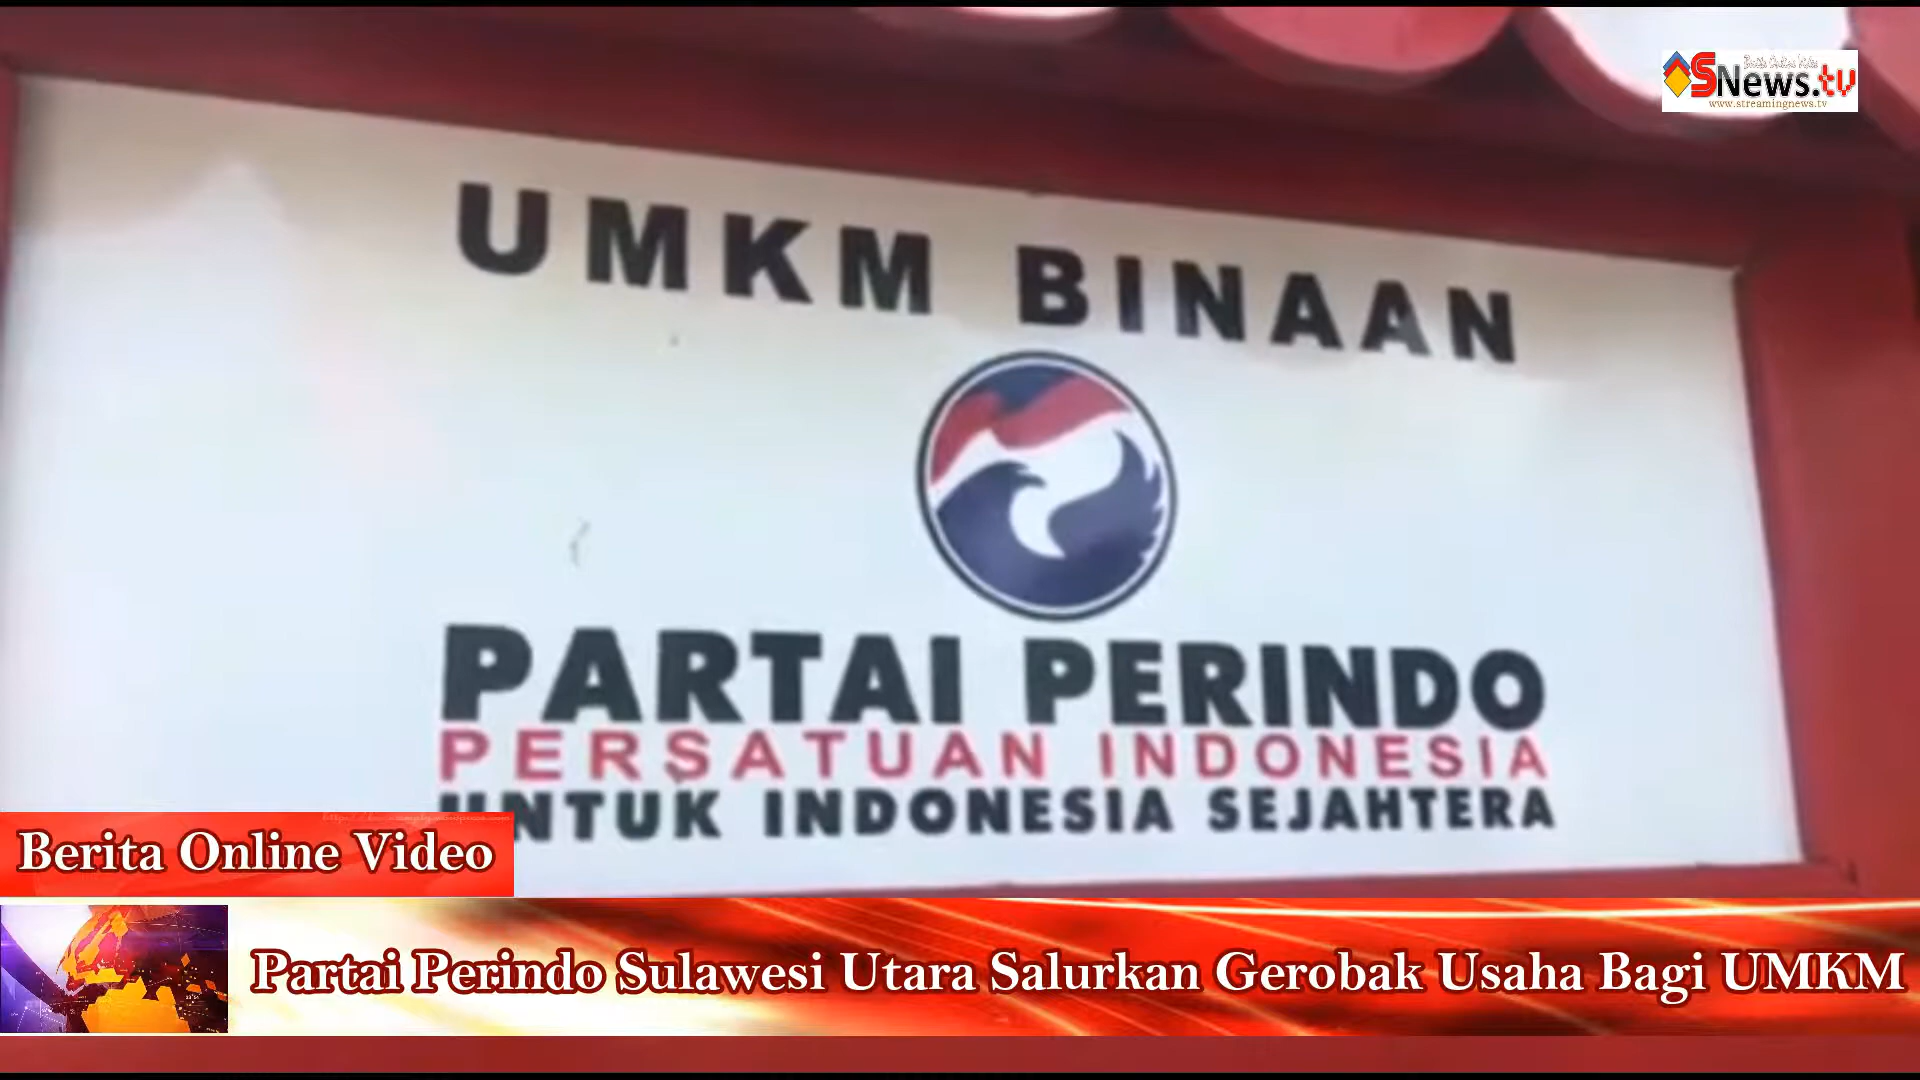 SNews.tv
www.streamingnews.tv
UMKM BINAAN
PARTAI PERINDO
PERSATUAN INDONESIA
UNTUK INDONESIA SEJAHTERA
Berita Online Video
Partai Perindo Sulawesi Utara Salurkan Gerobak Usaha Bagi UMKM